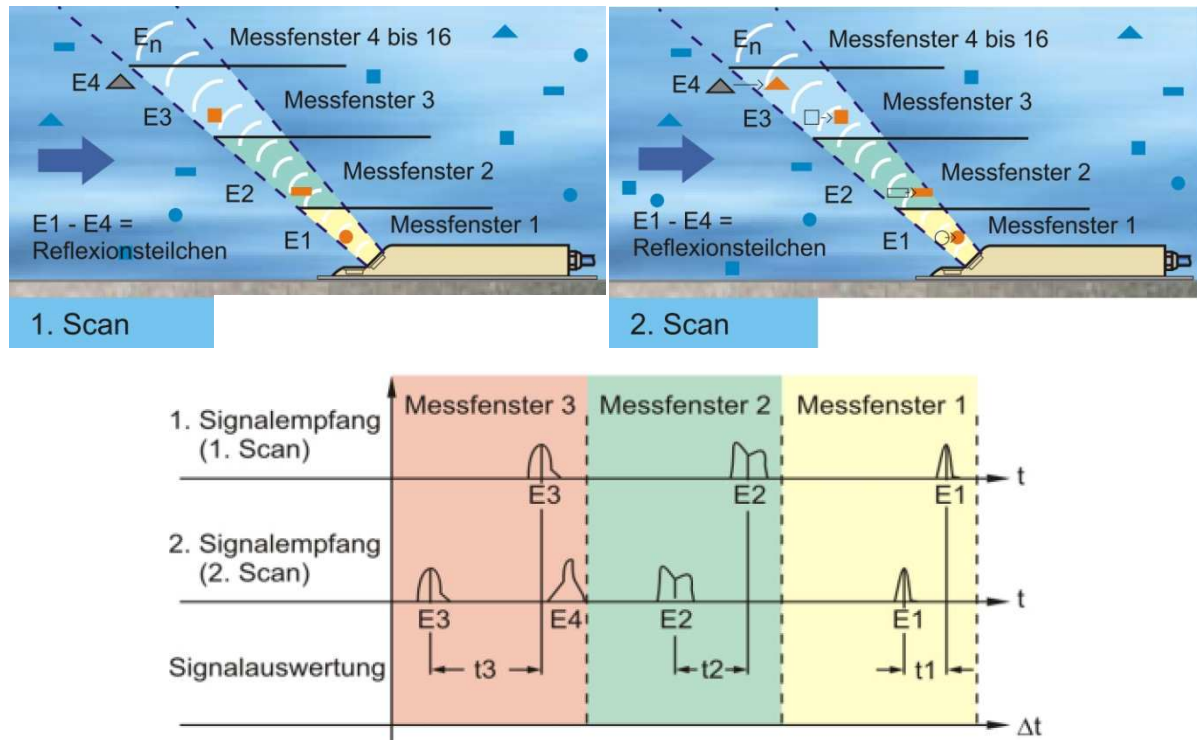 En
Messfenster 4 bis 16
E4
Messfenster 3
E3
Messfenster 2
E2
E1 - E4 =
Reflexionsteilchen
E1
Messfenster 1
1. Scan
En
Messfenster 4 bis 16
E4
Messfenster 3
E3
Messfenster 2
E2
E1 - E4 =
Reflexionsteilchen
E1
Messfenster 1
2. Scan
Messfenster 3
Messfenster 2
Messfenster 1
1. Signalempfang
(1. Scan)
E3
E2
E1
t
2. Signalempfang
(2. Scan)
E3
E4
E2
E1
t
Signalauswertung
t3
t2
t1
Δt